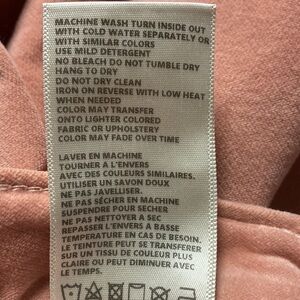 MACHINE WASH TURN INSIDE OUT
WITH COLD WATER SEPARATELY OR
WITH SIMILAR COLORS
USE MILD DETERGENT
NO BLEACH DO NOT TUMBLE DRY
HANG TO DRY
DO NOT DRY CLEAN
IRON ON REVERSE WITH LOW HEAT
WHEN NEEDED
COLOR MAY TRANSFER
ONTO LIGHTER COLORED
FABRIC OR UPHOLSTERY
COLOR MAY FADE OVER TIME
LAVER EN MACHINE
TOURNER A L'ENVERS
AVEC DES COULEURS SIMILAIRES.
UTILISER UN SAVON DOUX
NE PAS JAVELLISER.
NE PAS SÉCHER EN MACHINE
SUSPENDRE POUR SECHER
NE PAS NETTOYER A SEC
REPASSER L'ENVERS A BASSE
TEMPERATURE EN CAS DE BESOIN.
LE TEINTURE PEUT SE TRANSFERER
SUR UN TISSU DE COULEUR PLUS
CLAIRE OU PEUT DIMINUER AVEC
LE TEMPS.